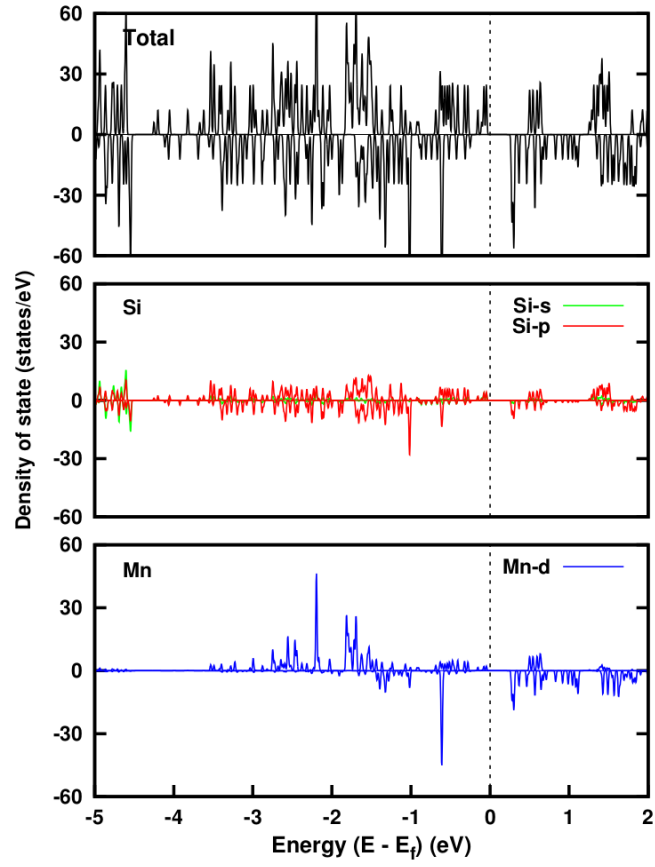 60
Total
30
0
-30
-60
60
Si
Si-s
30
Si-p
0
-30
-60
Density of state (states/eV)
60
Mn
Mn-d
30
0
-30
-60
-5 -4 -3 -2 -1 0 1 2
Energy (E - Ef) (eV)